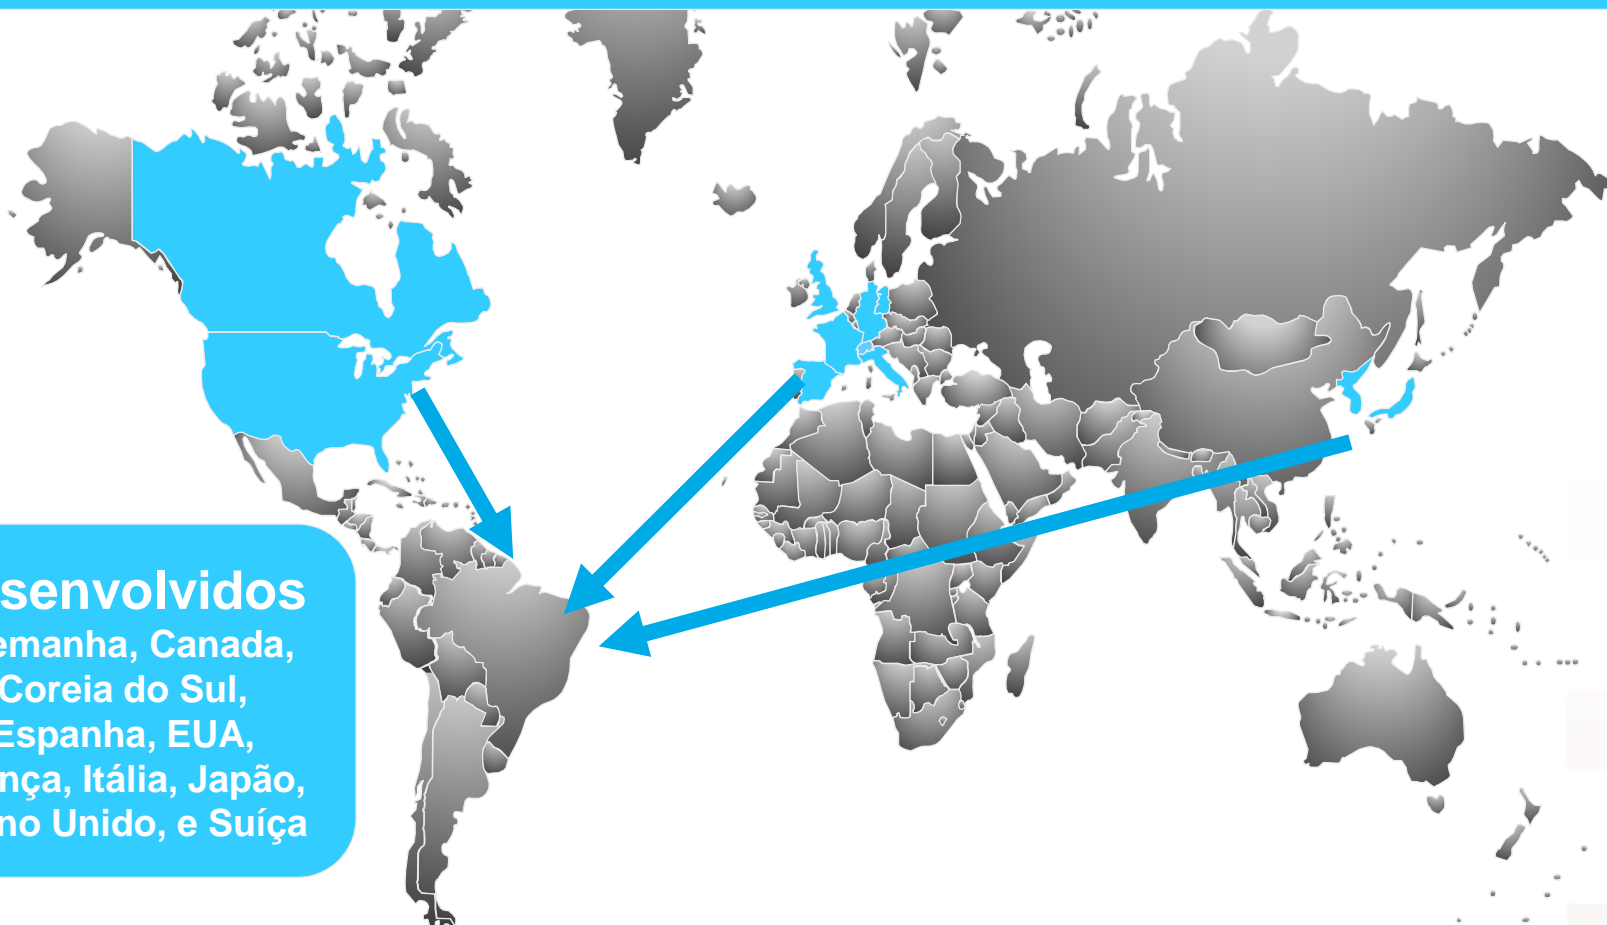 senvolvidos
emanha, Canada,
Coreia do Sul,
Espanha, EUA,
nça, Itália, Japão,
no Unido, e Suíça